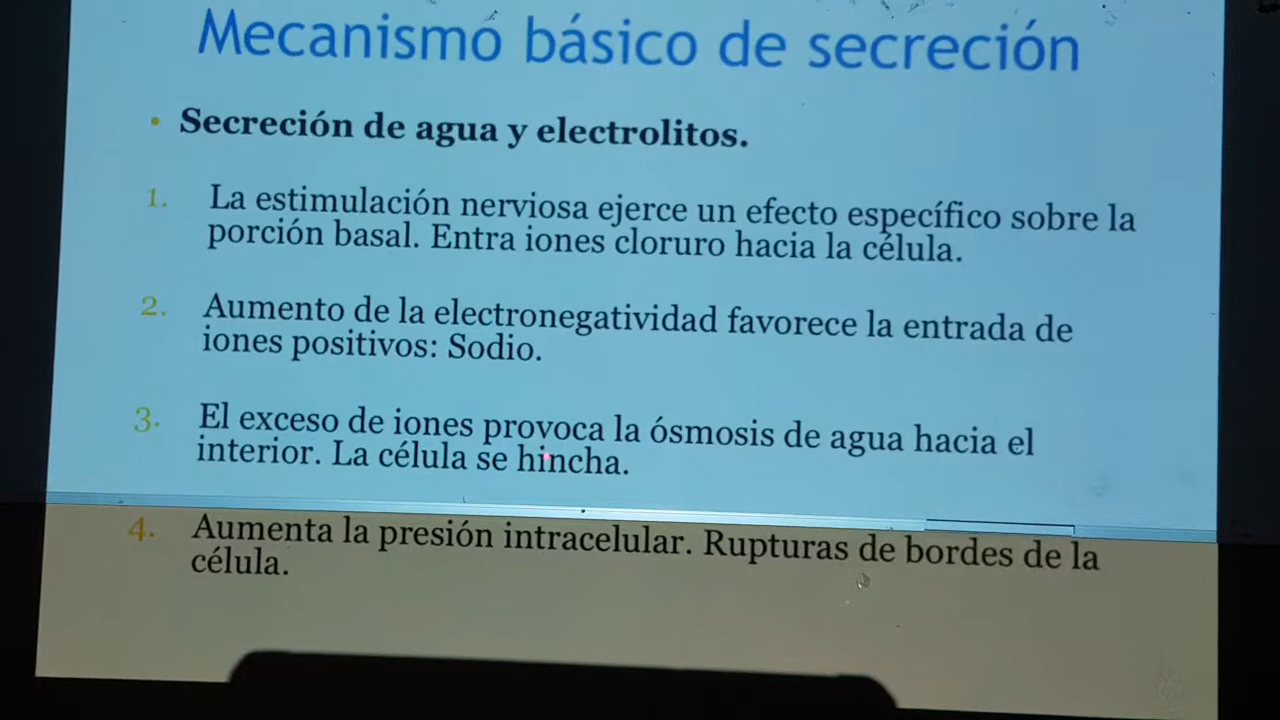 Mecanismo básico de secreción
• Secreción de agua y electrolitos.
1. La estimulación nerviosa ejerce un efecto específico sobre la
porción basal. Entra iones cloruro hacia la célula.
2. Aumento de la electronegatividad favorece la entrada de
iones positivos: Sodio.
3. El exceso de iones provoca la ósmosis de agua hacia el
interior. La célula se hincha.
4. Aumenta la presión intracelular. Rupturas de bordes de la
célula.